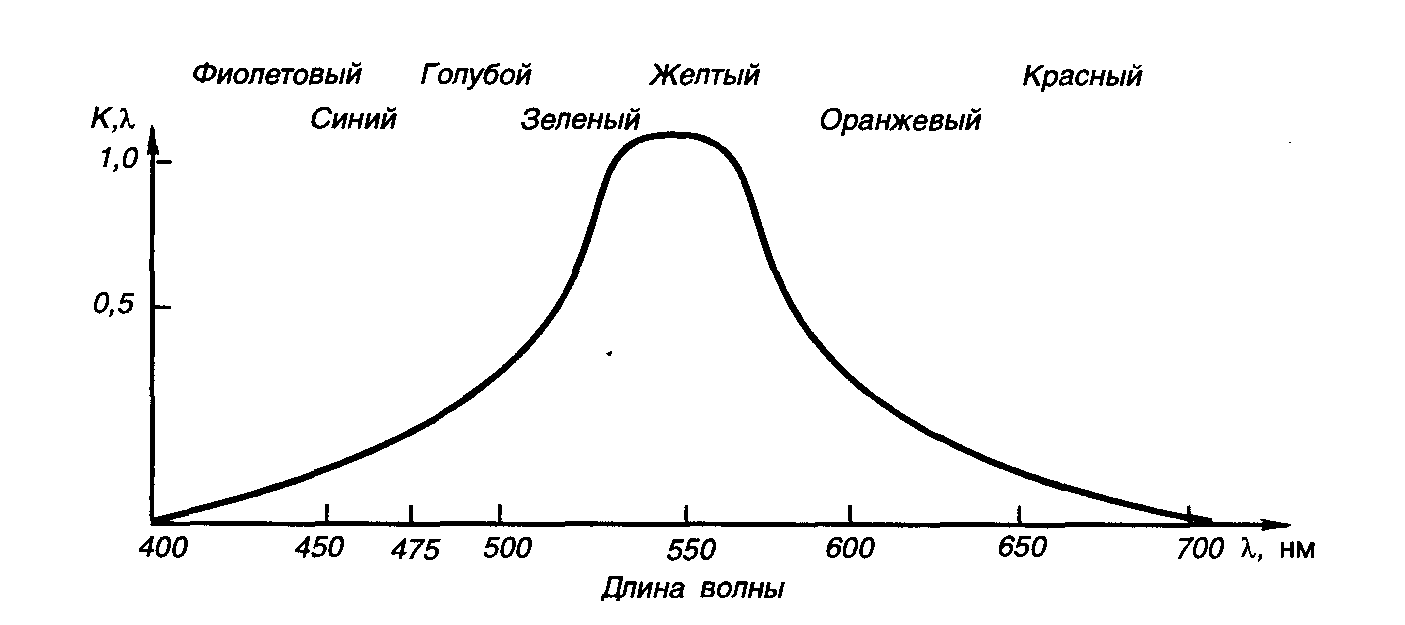 Фиолетовый Голубой Желтый Красный
Синий Зеленый Оранжевый
К,λ
1,0
0,5
400 450 475 500 550 600 650 700 λ, нм
Длина волны